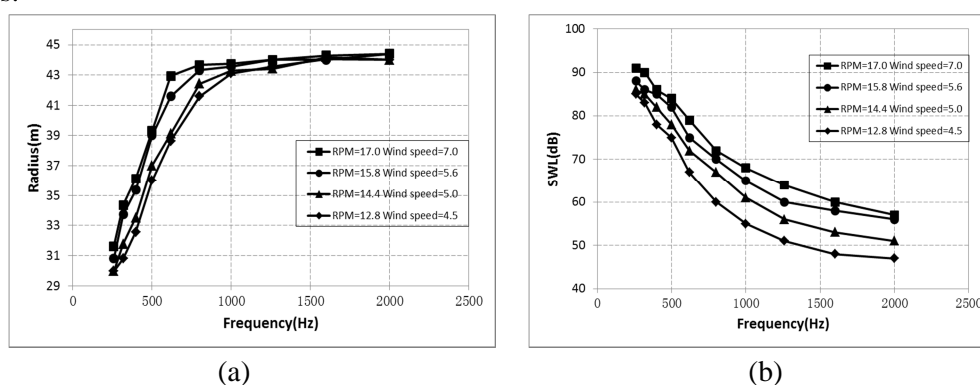 Radius(m)
45
43
41
39
37
35
33
31
29
0
500
1000
1500
2000
2500
Frequency(Hz)
RPM=17.0 Wind speed=7.0
RPM=15.8 Wind speed=5.6
RPM=14.4 Wind speed=5.0
RPM=12.8 Wind speed=4.5
(a)
SWL(dB)
100
90
80
70
60
50
40
0
500
1000
1500
2000
2500
Frequency(Hz)
RPM=17.0 Wind speed=7.0
RPM=15.8 Wind speed=5.6
RPM=14.4 Wind speed=5.0
RPM=12.8 Wind speed=4.5
(b)